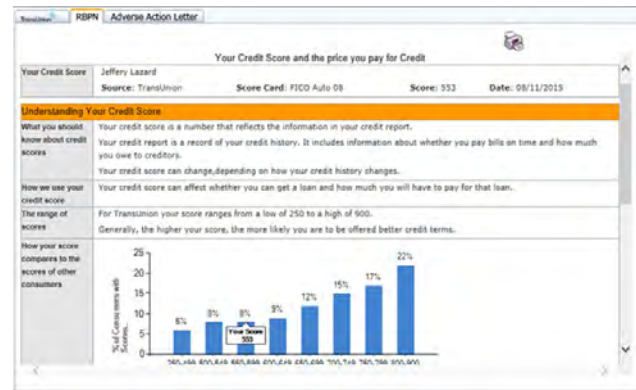 TransUnion RBPN Adverse Action Letter
Your Credit Score and the price you pay for Credit
Your Credit Score Jeffery Lazard
Source: TransUnion Score Card: FICO Auto 08 Score: 553 Date: 08/11/2015
Understanding Your Credit Score
What you should know about credit scores
Your credit score is a number that reflects the information in your credit report.
Your credit report is a record of your credit history. It includes information about whether you pay bills on time and how much
you owe to creditors.
Your credit score can change,depending on how your credit history changes.
How we use your credit score
Your credit score can affect whether you can get a loan and how much you will have to pay for that loan.
The range of scores
For TransUnion your score ranges from a low of 250 to a high of 900.
Generally, the higher your score, the more likely you are to be offered better credit terms.
How your score
compares to the
scores of other
consumers
% of Consumers with
Scores...
25
20
15
10
5
0
6%
8%
8%
9%
12%
15%
17%
22%
Your Score
553